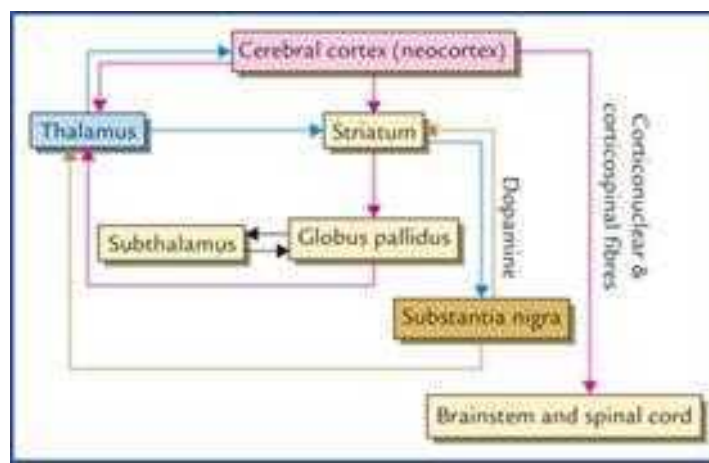 Cerebral cortex (neocortex)
Thalamus
Striatum
Corticonuclear &
corticospinal fibres
Dopamine
Subthalamus
Globus pallidus
Substantia nigra
Brainstem and spinal cord